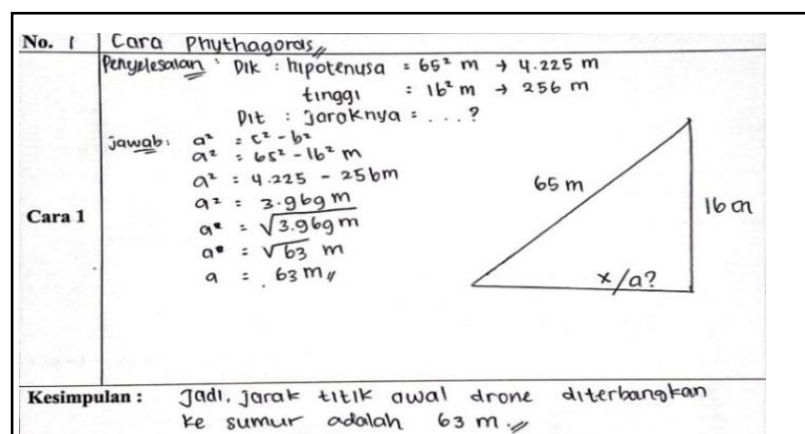 No. 1 Cara Phythagoras
Penyelesaian : Dik : hipotenusa = 65² m → 4.225 m
tinggi : 16² m → 256 m
Dit : jaraknya = . . . ?
jawab: a² = c² - b²
a² = 65² - 16² m
a² = 4.225 - 256 m
a² = 3.969 m
a = √3.969 m
a = √63 m
a = 63 m
65 m
16 m
x/a?
Cara 1
Kesimpulan : Jadi, jarak titik awal drone diterbangkan
ke sumur adalah 63 m.